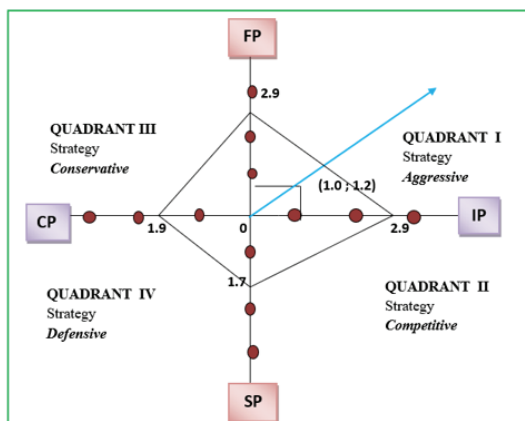 FP
2.9
QUADRANT III
Strategy
Conservative
QUADRANT I
Strategy
Aggressive
(1.0 ; 1.2)
CP
1.9
0
2.9
IP
1.7
QUADRANT IV
Strategy
Defensive
QUADRANT II
Strategy
Competitive
SP